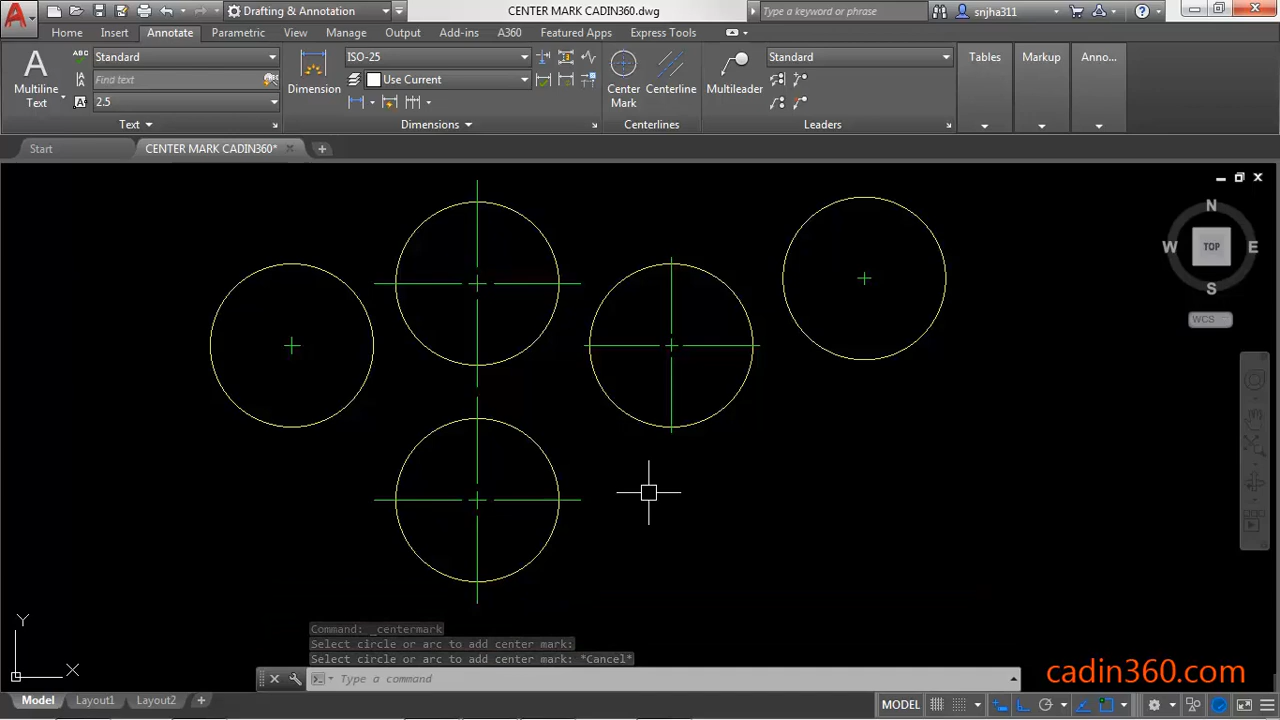 Drafting & Annotation
CENTER MARK CADIN360.dwg
Type a keyword or phrase
snjha311
Home Insert Annotate Parametric View Manage Output Add-ins A360 Featured Apps Express Tools
Standard
Find text
2.5
Multiline
Text
Text
ISO-25
Use Current
Dimension
Dimensions
Center
Mark
Centerline
Centerlines
Multileader
Standard
Leaders
Tables
Markup
Anno...
Start
CENTER MARK CADIN360*
N
W
TOP
E
S
WCS
Y
X
Command: _centermark
Select circle or arc to add center mark:
Select circle or arc to add center mark: *Cancel*
Type a command
cadin360.com
Model Layout1 Layout2
MODEL